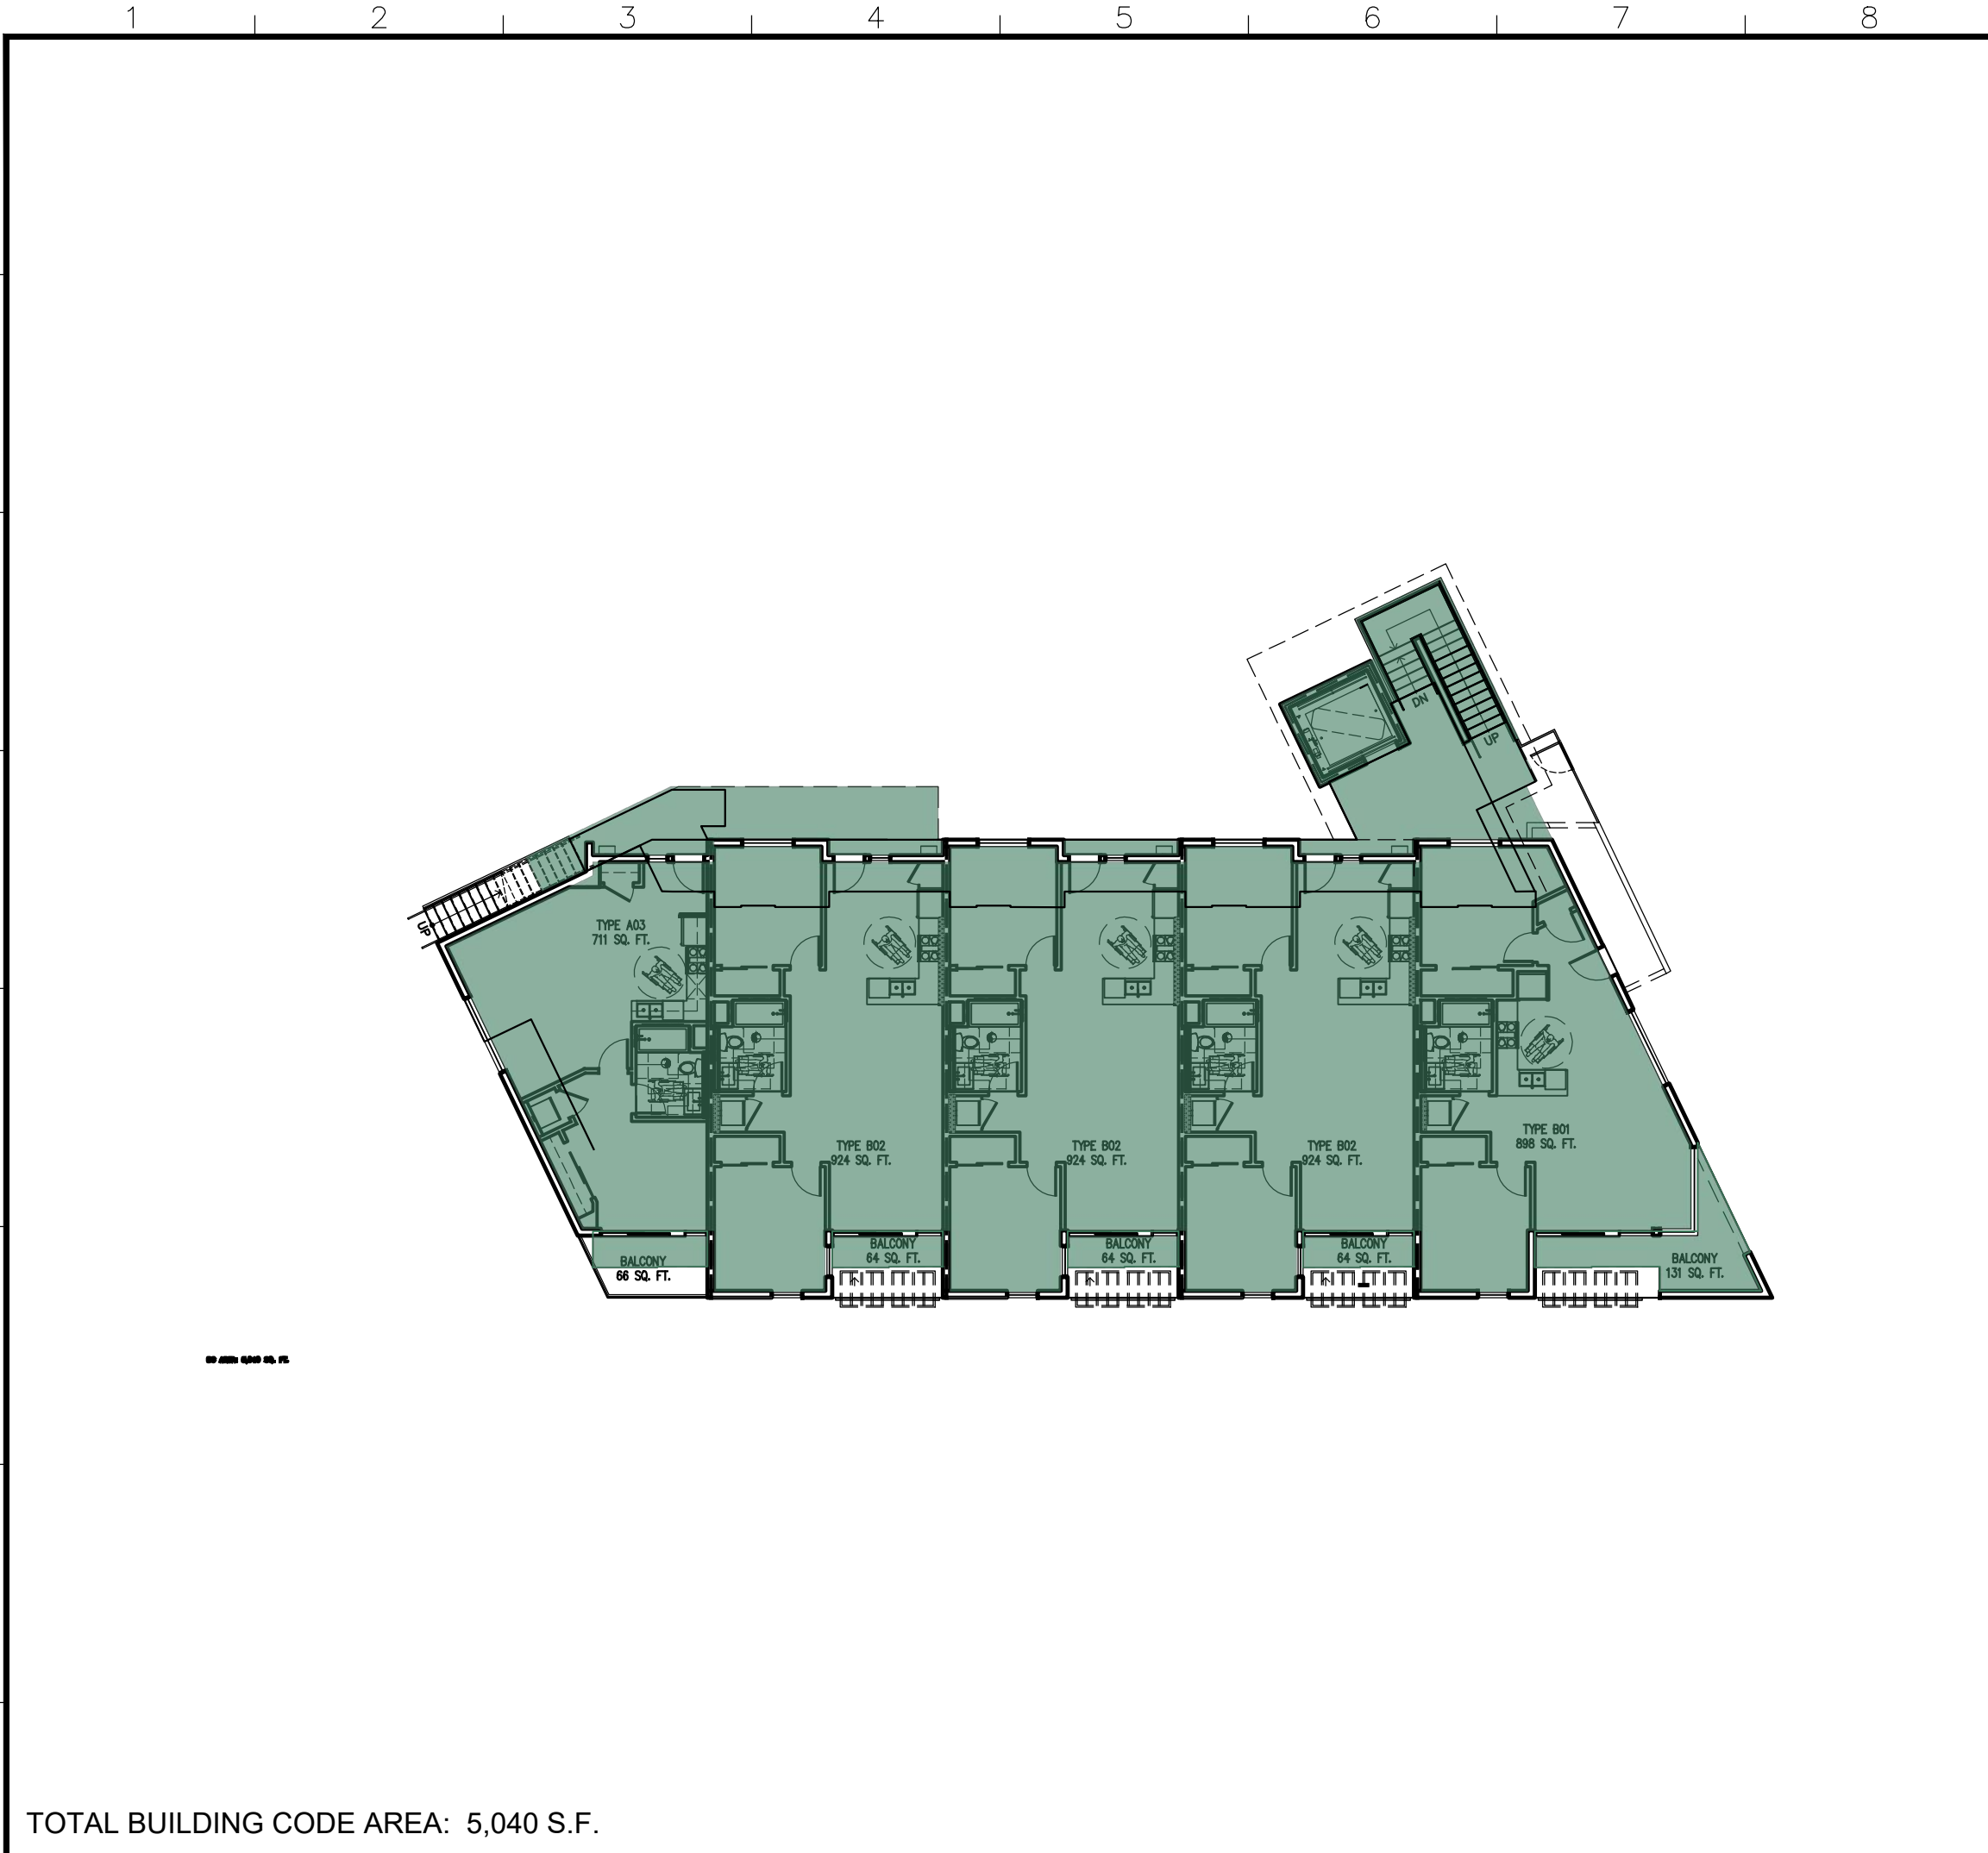 1 2 3 4 5 6 7 8
DN
UP
UP
TYPE A03
711 SQ. FT.
TYPE B02
924 SQ. FT.
TYPE B02
924 SQ. FT.
TYPE B02
924 SQ. FT.
TYPE B01
898 SQ. FT.
BALCONY
66 SQ. FT.
BALCONY
64 SQ. FT.
BALCONY
64 SQ. FT.
BALCONY
64 SQ. FT.
BALCONY
131 SQ. FT.
SQ. FT.
TOTAL BUILDING CODE AREA: 5,040 S.F.